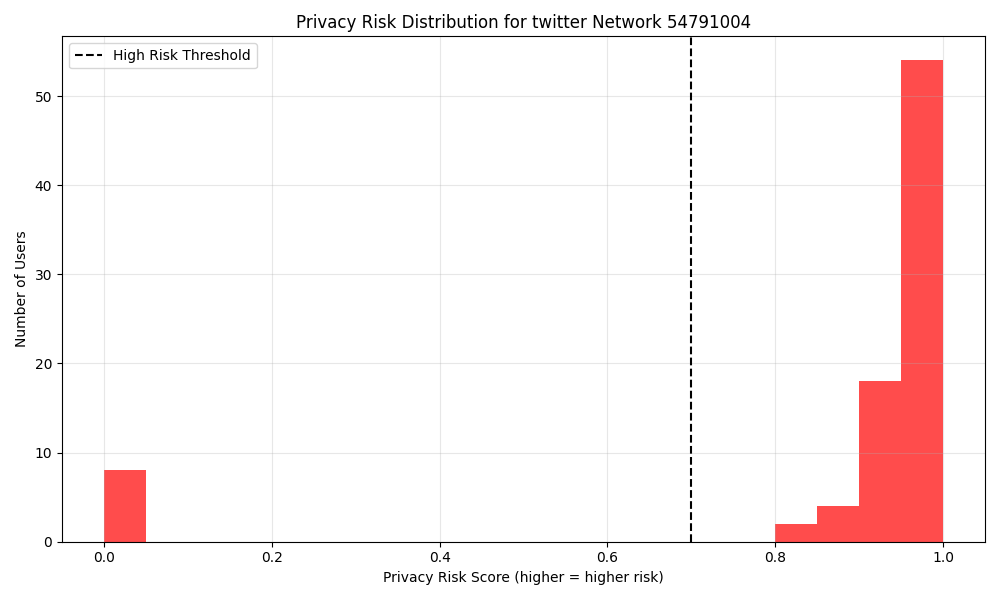 Privacy Risk Distribution for twitter Network 54791004
High Risk Threshold
Number of Users
50
40
30
20
10
0
0.0 0.2 0.4 0.6 0.8 1.0
Privacy Risk Score (higher = higher risk)